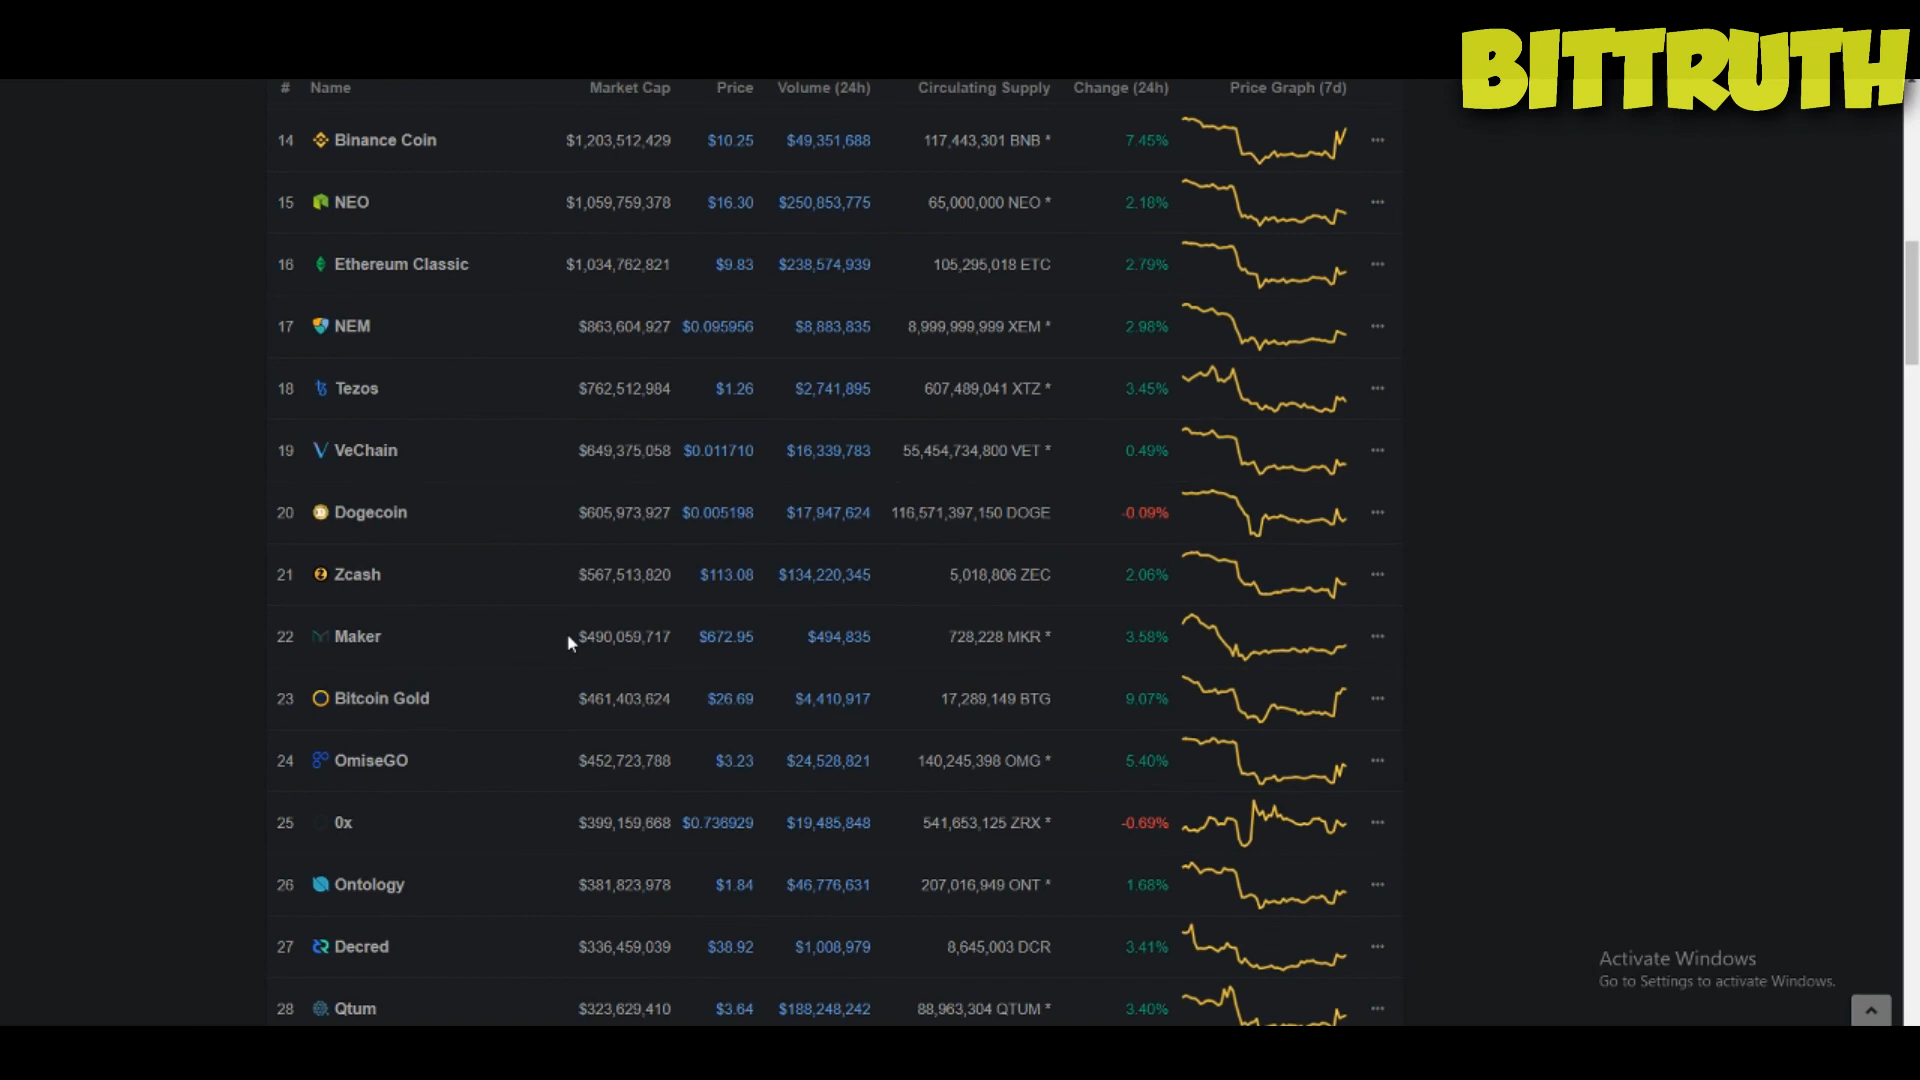 BITTRUTH
# Name Market Cap Price Volume (24h) Circulating Supply Change (24h) Price Graph (7d)
14 Binance Coin $1,203,512,429 $10.25 $49,351,688 117,443,301 BNB * 7.45%
15 NEO $1,059,759,378 $16.30 $250,853,775 65,000,000 NEO * 2.18%
16 Ethereum Classic $1,034,762,821 $9.83 $238,574,939 105,295,018 ETC 2.79%
17 NEM $863,604,927 $0.095956 $8,883,835 8,999,999,999 XEM * 2.98%
18 Tezos $762,512,984 $1.26 $2,741,895 607,489,041 XTZ * 3.45%
19 VeChain $649,375,058 $0.011710 $16,339,783 55,454,734,800 VET * 0.49%
20 Dogecoin $605,973,927 $0.005198 $17,947,624 116,571,397,150 DOGE -0.09%
21 Zcash $567,513,820 $113.08 $134,220,345 5,018,806 ZEC 2.06%
22 Maker $490,059,717 $672.95 $494,835 728,228 MKR * 3.58%
23 Bitcoin Gold $461,403,624 $26.69 $4,410,917 17,289,149 BTG 9.07%
24 OmiseGO $452,723,788 $3.23 $24,528,821 140,245,398 OMG * 5.40%
25 0x $399,159,668 $0.736929 $19,485,848 541,653,125 ZRX * -0.69%
26 Ontology $381,823,978 $1.84 $46,776,631 207,016,949 ONT * 1.68%
27 Decred $336,459,039 $38.92 $1,008,979 8,645,003 DCR 3.41%
28 Qtum $323,629,410 $3.64 $188,248,242 88,963,304 QTUM * 3.40%
Activate Windows
Go to Settings to activate Windows.